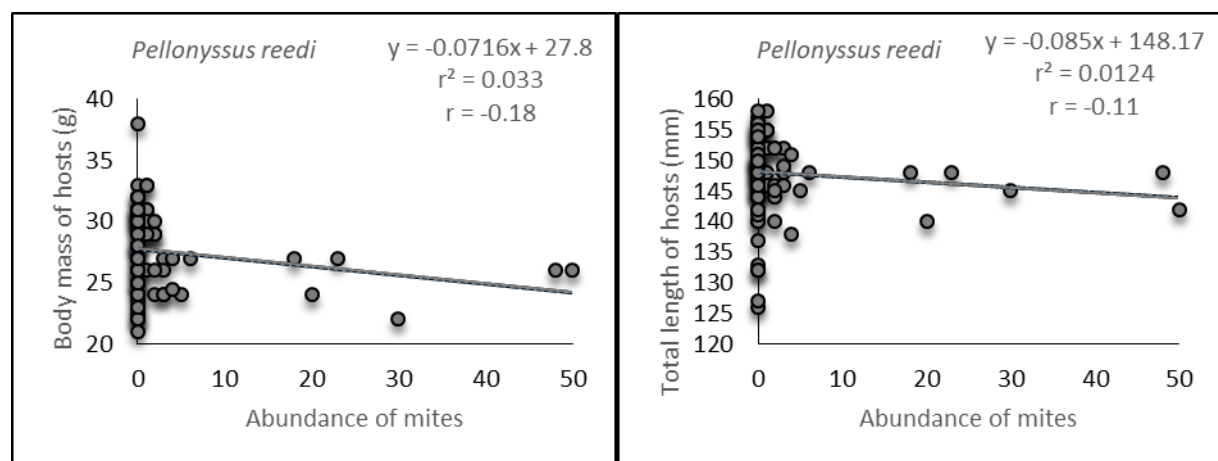 Pellonyssus reedi
y = -0.0716x + 27.8
r² = 0.033
r = -0.18
Body mass of hosts (g)
40
35
30
25
20
0 10 20 30 40 50
Abundance of mites
Pellonyssus reedi
y = -0.085x + 148.17
r² = 0.0124
r = -0.11
Total length of hosts (mm)
160
155
150
145
140
135
130
125
120
0 10 20 30 40 50
Abundance of mites